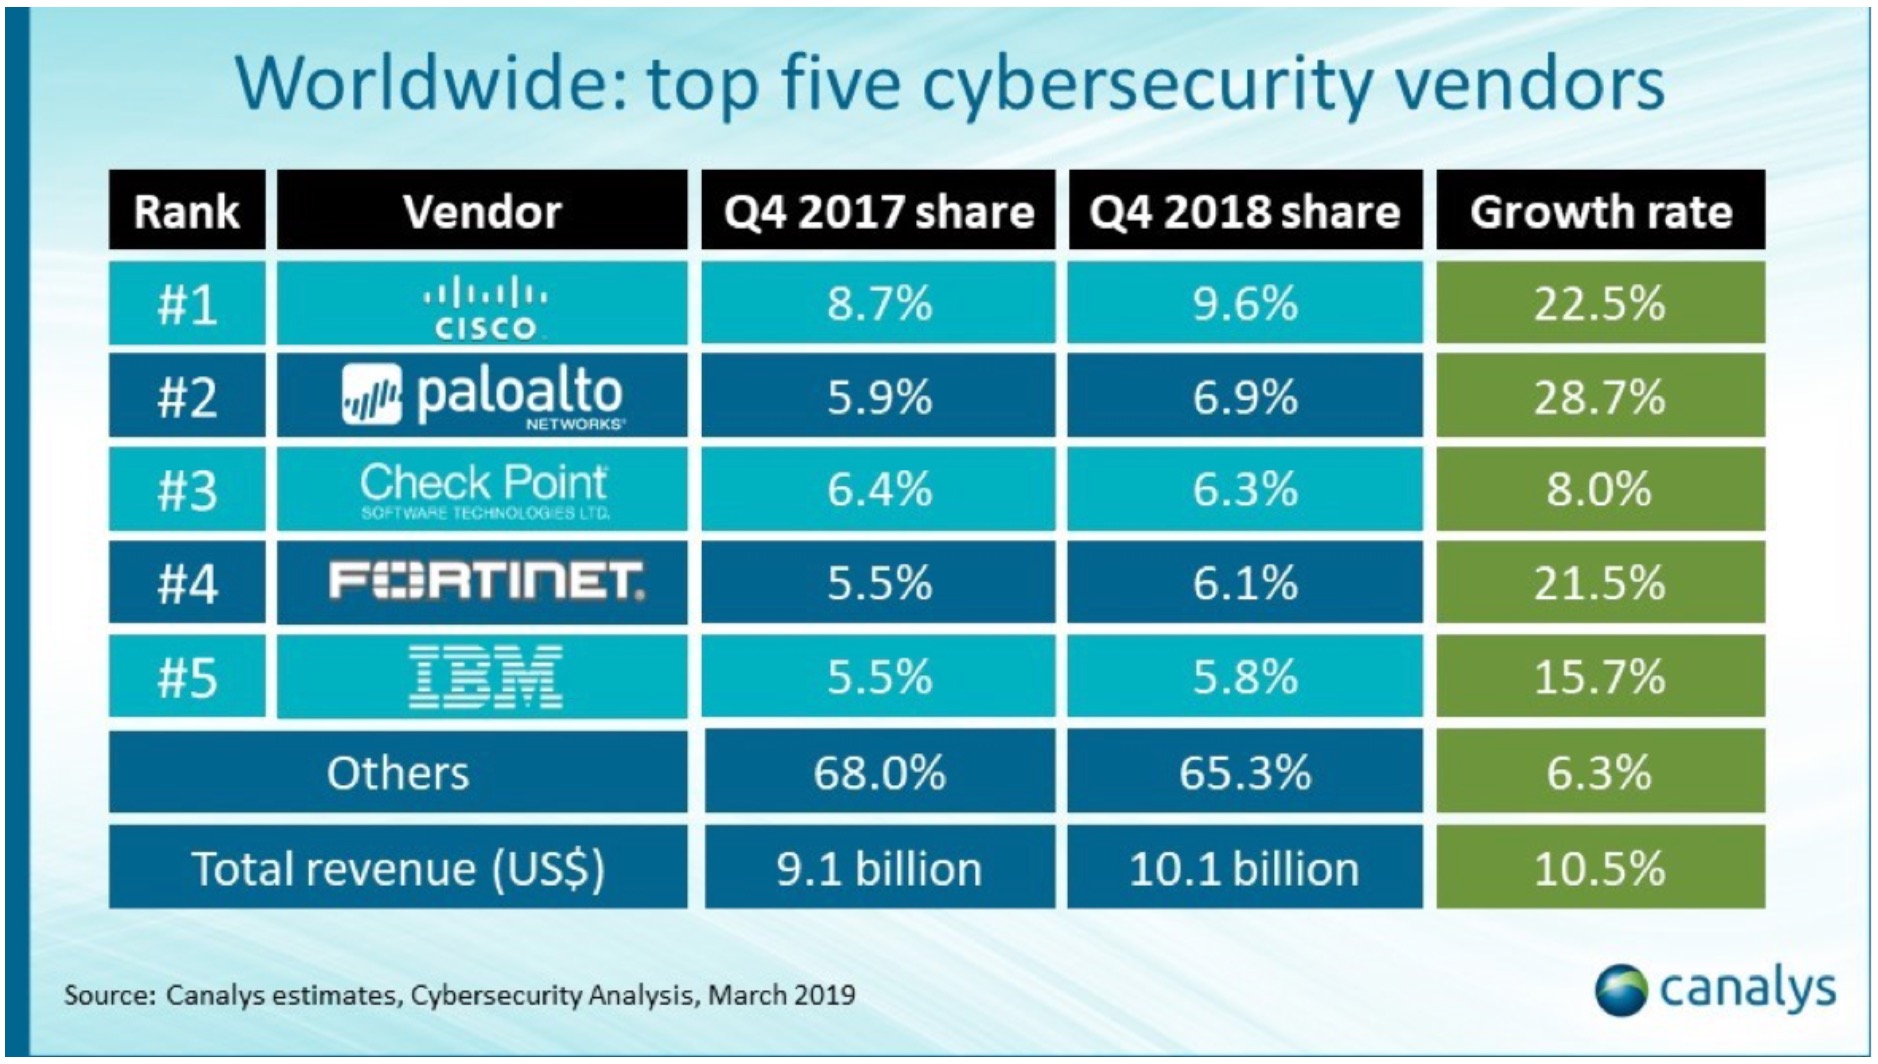 Worldwide: top five cybersecurity vendors
Rank Vendor Q4 2017 share Q4 2018 share Growth rate
#1 CISCO 8.7% 9.6% 22.5%
#2 paloalto NETWORKS 5.9% 6.9% 28.7%
#3 Check Point SOFTWARE TECHNOLOGIES LTD. 6.4% 6.3% 8.0%
#4 FORTINET 5.5% 6.1% 21.5%
#5 IBM 5.5% 5.8% 15.7%
Others 68.0% 65.3% 6.3%
Total revenue (US$) 9.1 billion 10.1 billion 10.5%
Source: Canalys estimates, Cybersecurity Analysis, March 2019
canalys